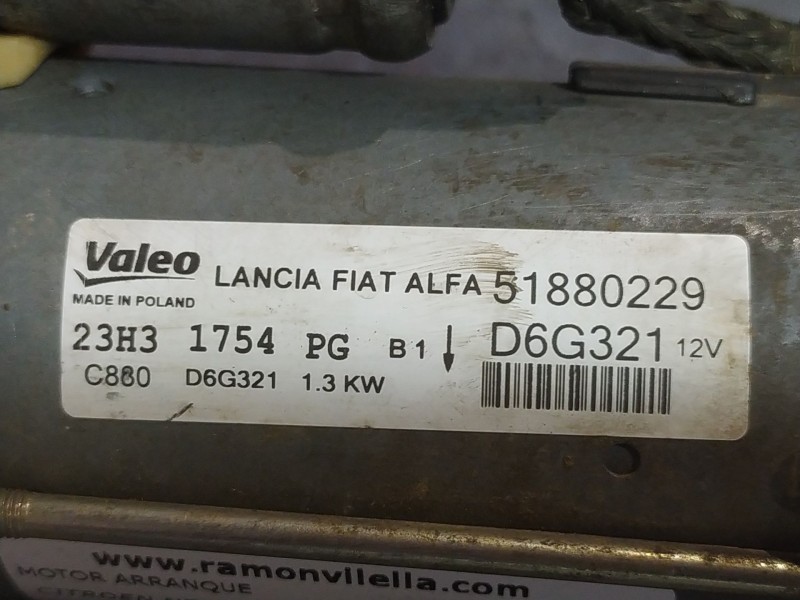 Valeo LANCIA FIAT ALFA 51880229
MADE IN POLAND
23H3 1754 PG B1 D6G321 12V
C880 D6G321 1.3 KW
www.ramonvilella.com
MOTOR ARRANQUE
CITROEN